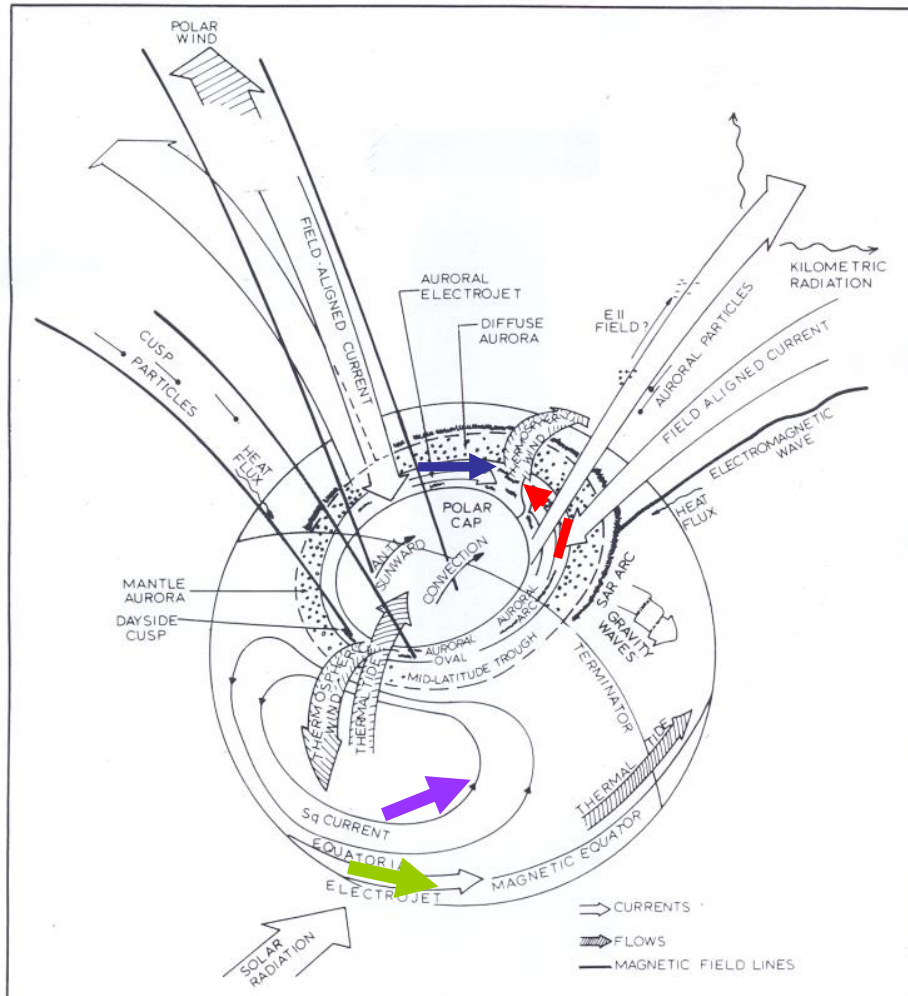 POLAR
WIND
FIELD-ALIGNED CURRENT
AURORAL
ELECTROJET
DIFFUSE
AURORA
KILOMETRIC
RADIATION
E II
FIELD?
AURORAL PARTICLES
FIELD ALIGNED CURRENT
ELECTROMAGNETIC
WAVE
CUSP
PARTICLES
HEAT
FLUX
THERMOSPHERIC
WIND
HEAT
FLUX
POLAR
CAP
ANTI
SUNWARD
CONVECTION
MANTLE
AURORA
DAYSIDE
CUSP
AURORAL
ARC
SAR ARC
GRAVITY
WAVES
AURORAL
OVAL
MID-LATITUDE TROUGH
TERMINATOR
THERMOSPHERE
WIND
THERMAL TIDE
THERMAL TIDE
Sq CURRENT
EQUATORIA
ELECTROJET
MAGNETIC EQUATOR
SOLAR
RADIATION
CURRENTS
FLOWS
MAGNETIC FIELD LINES